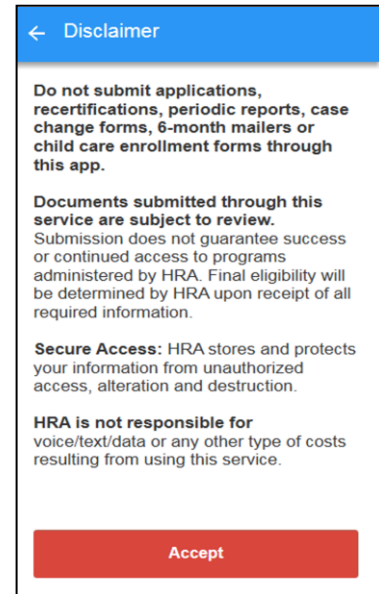 Disclaimer
Do not submit applications,
recertifications, periodic reports, case
change forms, 6-month mailers or
child care enrollment forms through
this app.
Documents submitted through this
service are subject to review.
Submission does not guarantee success
or continued access to programs
administered by HRA. Final eligibility will
be determined by HRA upon receipt of all
required information.
Secure Access: HRA stores and protects
your information from unauthorized
access, alteration and destruction.
HRA is not responsible for
voice/text/data or any other type of costs
resulting from using this service.
Accept